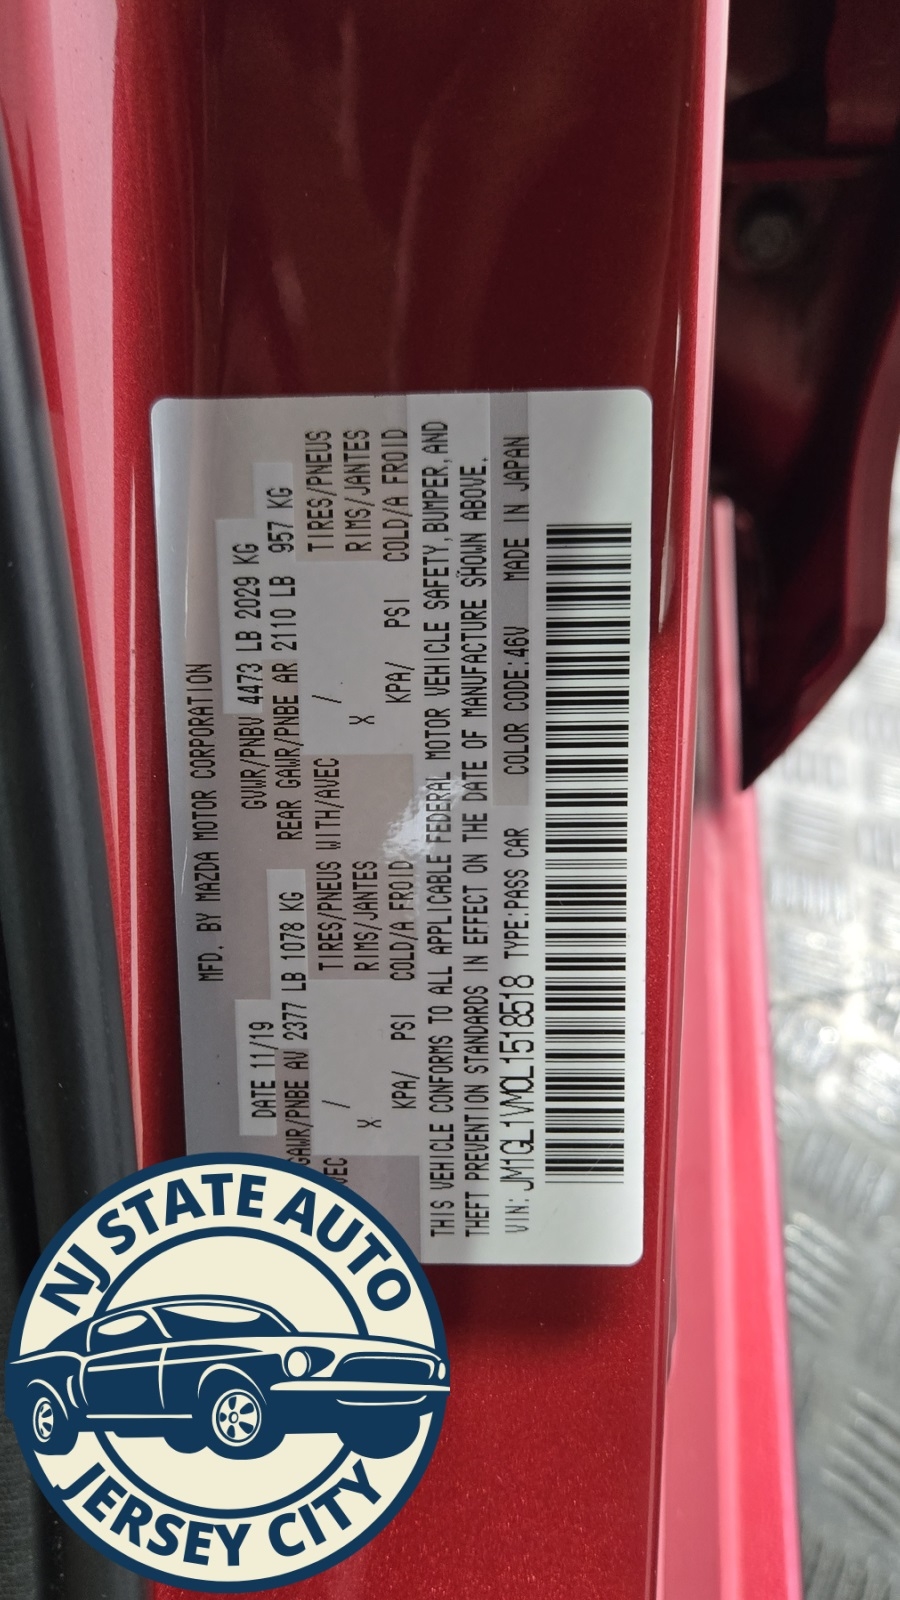 MFD. BY MAZDA MOTOR CORPORATION
DATE 11/19
GVWR/PNBV 4473 LB 2029 KG
GAWR/PNBE AV 2377 LB 1078 KG
REAR GAWR/PNBE AR 2110 LB 957 KG
/ TIRES/PNEUS WITH/AVEC / TIRES/PNEUS
X RIMS/JANTES X RIMS/JANTES
KPA/ PSI COLD/A FROID KPA/ PSI COLD/A FROID
THIS VEHICLE CONFORMS TO ALL APPLICABLE FEDERAL MOTOR VEHICLE SAFETY, BUMPER, AND
THEFT PREVENTION STANDARDS IN EFFECT ON THE DATE OF MANUFACTURE SHOWN ABOVE.
VIN: JM1GL1VM0L1518518 TYPE:PASS CAR COLOR CODE:46V MADE IN JAPAN
NJ STATE AUTO
JERSEY CITY